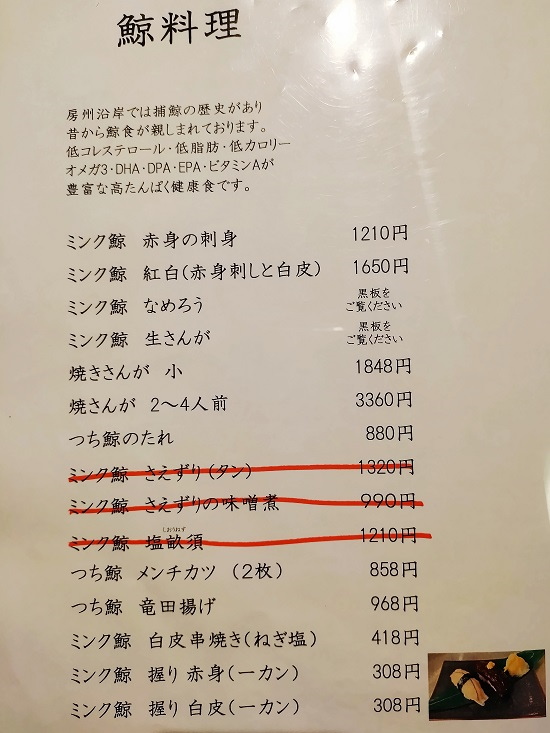 鯨料理
房州沿岸では捕鯨の歴史があり
昔から鯨食が親しまれております。
低コレステロール・低脂肪・低カロリー
オメガ3・DHA・DPA・EPA・ビタミンAが
豊富な高たんぱく健康食です。
ミンク鯨 赤身の刺身 1210円
ミンク鯨 紅白(赤身刺しと白皮) 1650円
ミンク鯨 なめろう 黒板を
ご覧ください
ミンク鯨 生さんが 黒板を
ご覧ください
焼きさんが 小 1848円
焼さんが 2〜4人前 3360円
つち鯨のたれ 880円
ミンク鯨 さえずり(タン) 1320円
ミンク鯨 さえずりの味噌煮 990円
しおうねす
ミンク鯨 塩畝須 1210円
つち鯨 メンチカツ (2枚) 858円
つち鯨 竜田揚げ 968円
ミンク鯨 白皮串焼き(ねぎ塩) 418円
ミンク鯨 握り 赤身(一カン) 308円
ミンク鯨 握り 白皮(一カン) 308円